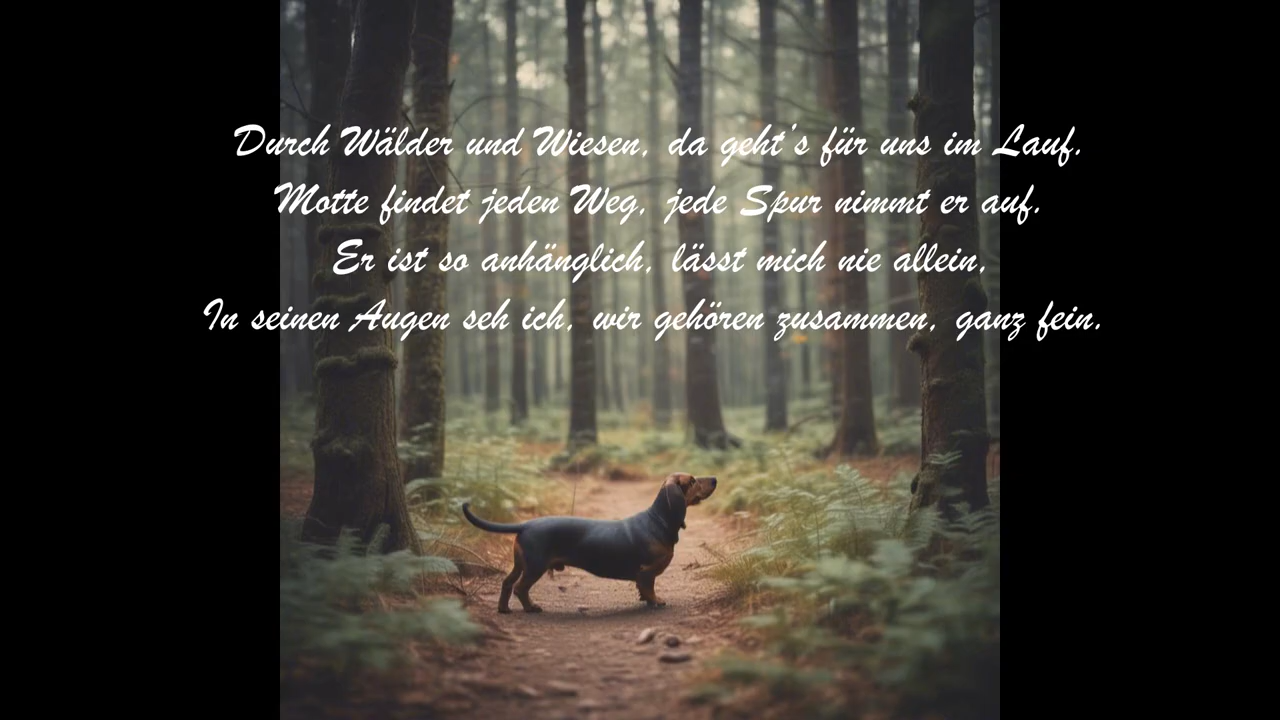 Durch Wälder und Wiesen, da geht's für uns im Lauf,
Motte findet jeden Weg, jede Spur nimmt er auf.
Er ist so anhänglich, lässt mich nie allein,
In seinen Augen seh ich, wir gehören zusammen, ganz fein.